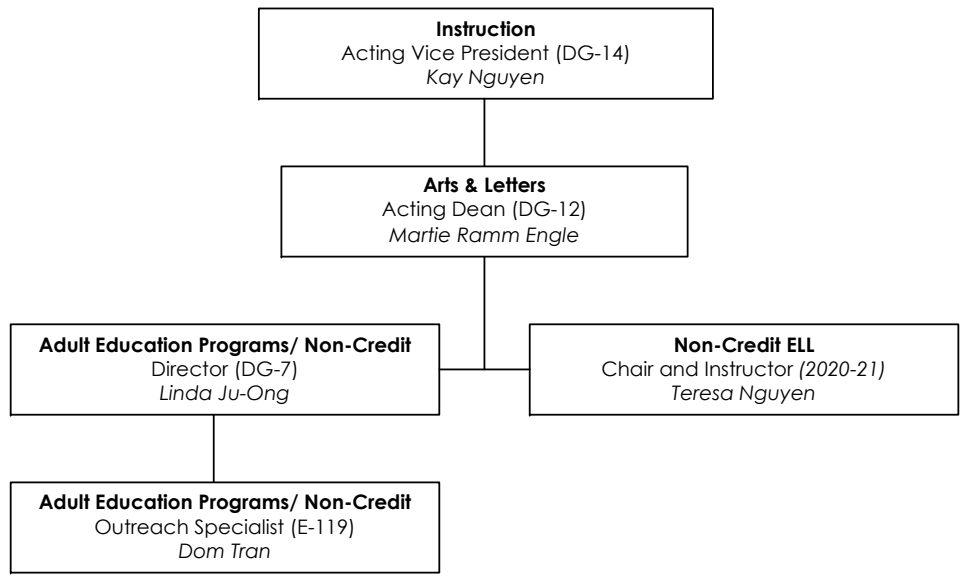 Instruction
Acting Vice President (DG-14)
Kay Nguyen
Arts & Letters
Acting Dean (DG-12)
Martie Ramm Engle
Adult Education Programs/ Non-Credit
Director (DG-7)
Linda Ju-Ong
Non-Credit ELL
Chair and Instructor (2020-21)
Teresa Nguyen
Adult Education Programs/ Non-Credit
Outreach Specialist (E-119)
Dom Tran